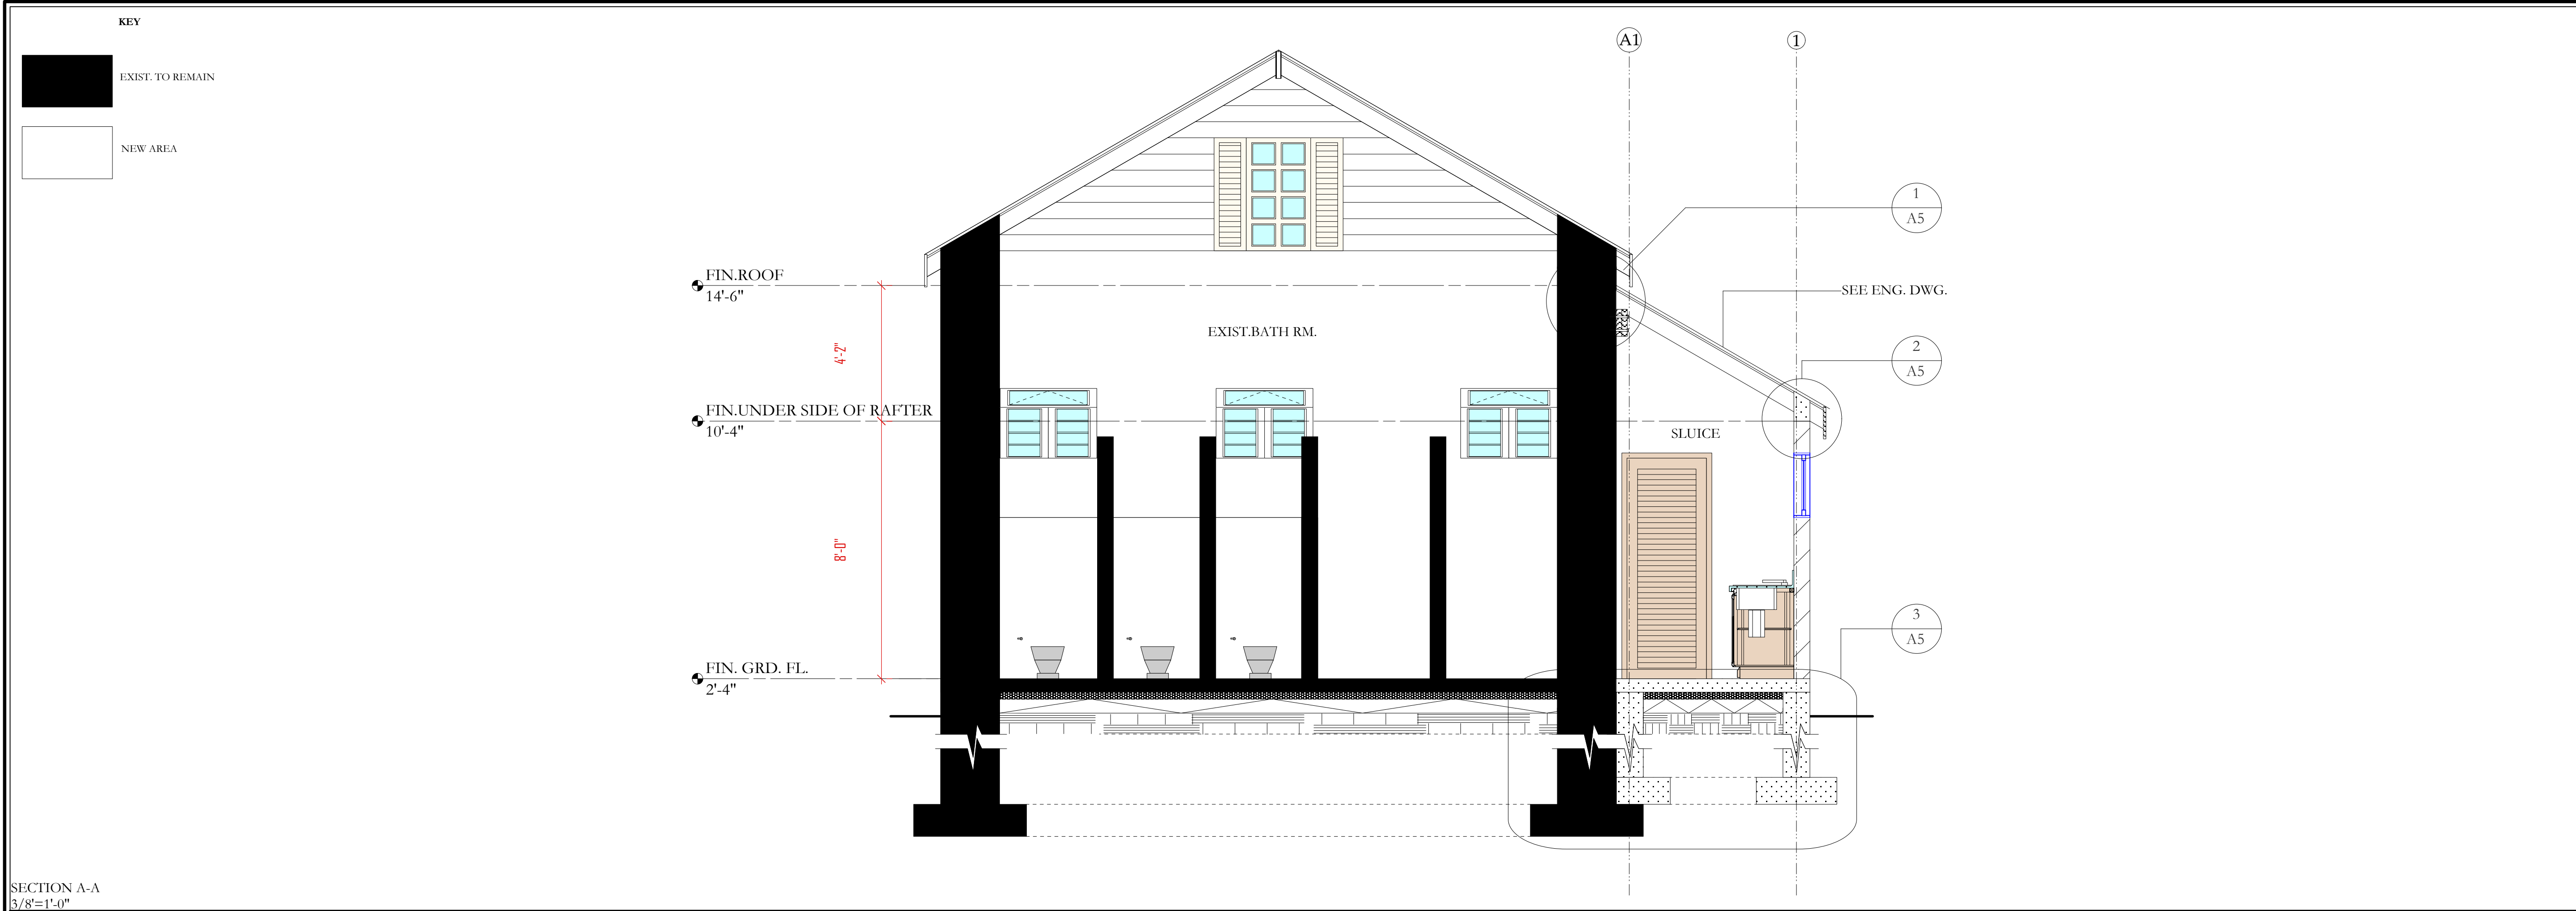 KEY
EXIST. TO REMAIN
NEW AREA
A1
1
1
A5
FIN.ROOF
14'-6"
SEE ENG. DWG.
EXIST.BATH RM.
4'-2"
2
A5
FIN.UNDER SIDE OF RAFTER
10'-4"
SLUICE
8'-0"
3
A5
FIN. GRD. FL.
2'-4"
SECTION A-A
3/8'=1'-0"